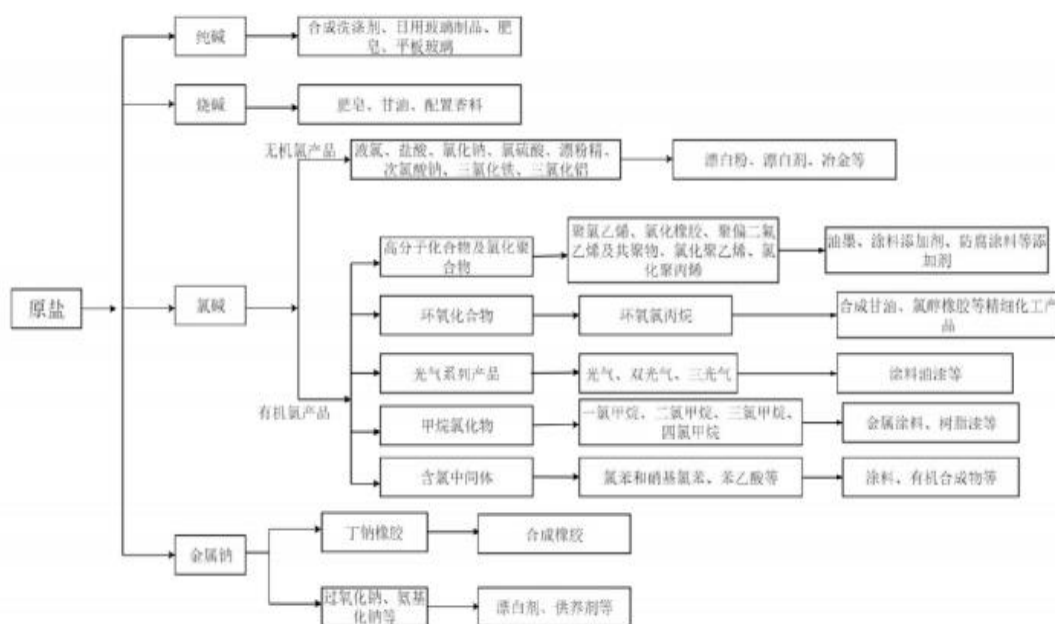 纯碱
合成洗涤剂、日用玻璃制品、肥
皂、平板玻璃
烧碱
肥皂、甘油、配置香料
无机氯产品
液氯、盐酸、氯化钠、氯硫酸、漂粉精、
次氯酸钠、三氯化铁、三氯化铝
漂白粉、漂白剂、冶金等
原盐
氯碱
有机氯产品
高分子化合物及氯化聚
合物
聚氯乙烯、氯化橡胶、聚偏二氟
乙烯及共聚物、氯化聚乙烯、氯
化聚丙烯
油墨、涂料添加剂、防腐涂料等添
加剂
环氧化合物
环氧氯丙烷
合成甘油、氯醇橡胶等精细化工产
品
光气系列产品
光气、双光气、三光气
涂料油漆等
甲烷氯化物
一氯甲烷、二氯甲烷、三氯甲烷、
四氯甲烷
金属涂料、树脂漆等
含氯中间体
氯苯和硝基氯苯、苯乙酸等
涂料、有机合成物等
金属钠
丁钠橡胶
合成橡胶
过氧化钠、氨基
化钠等
漂白剂、供养剂等